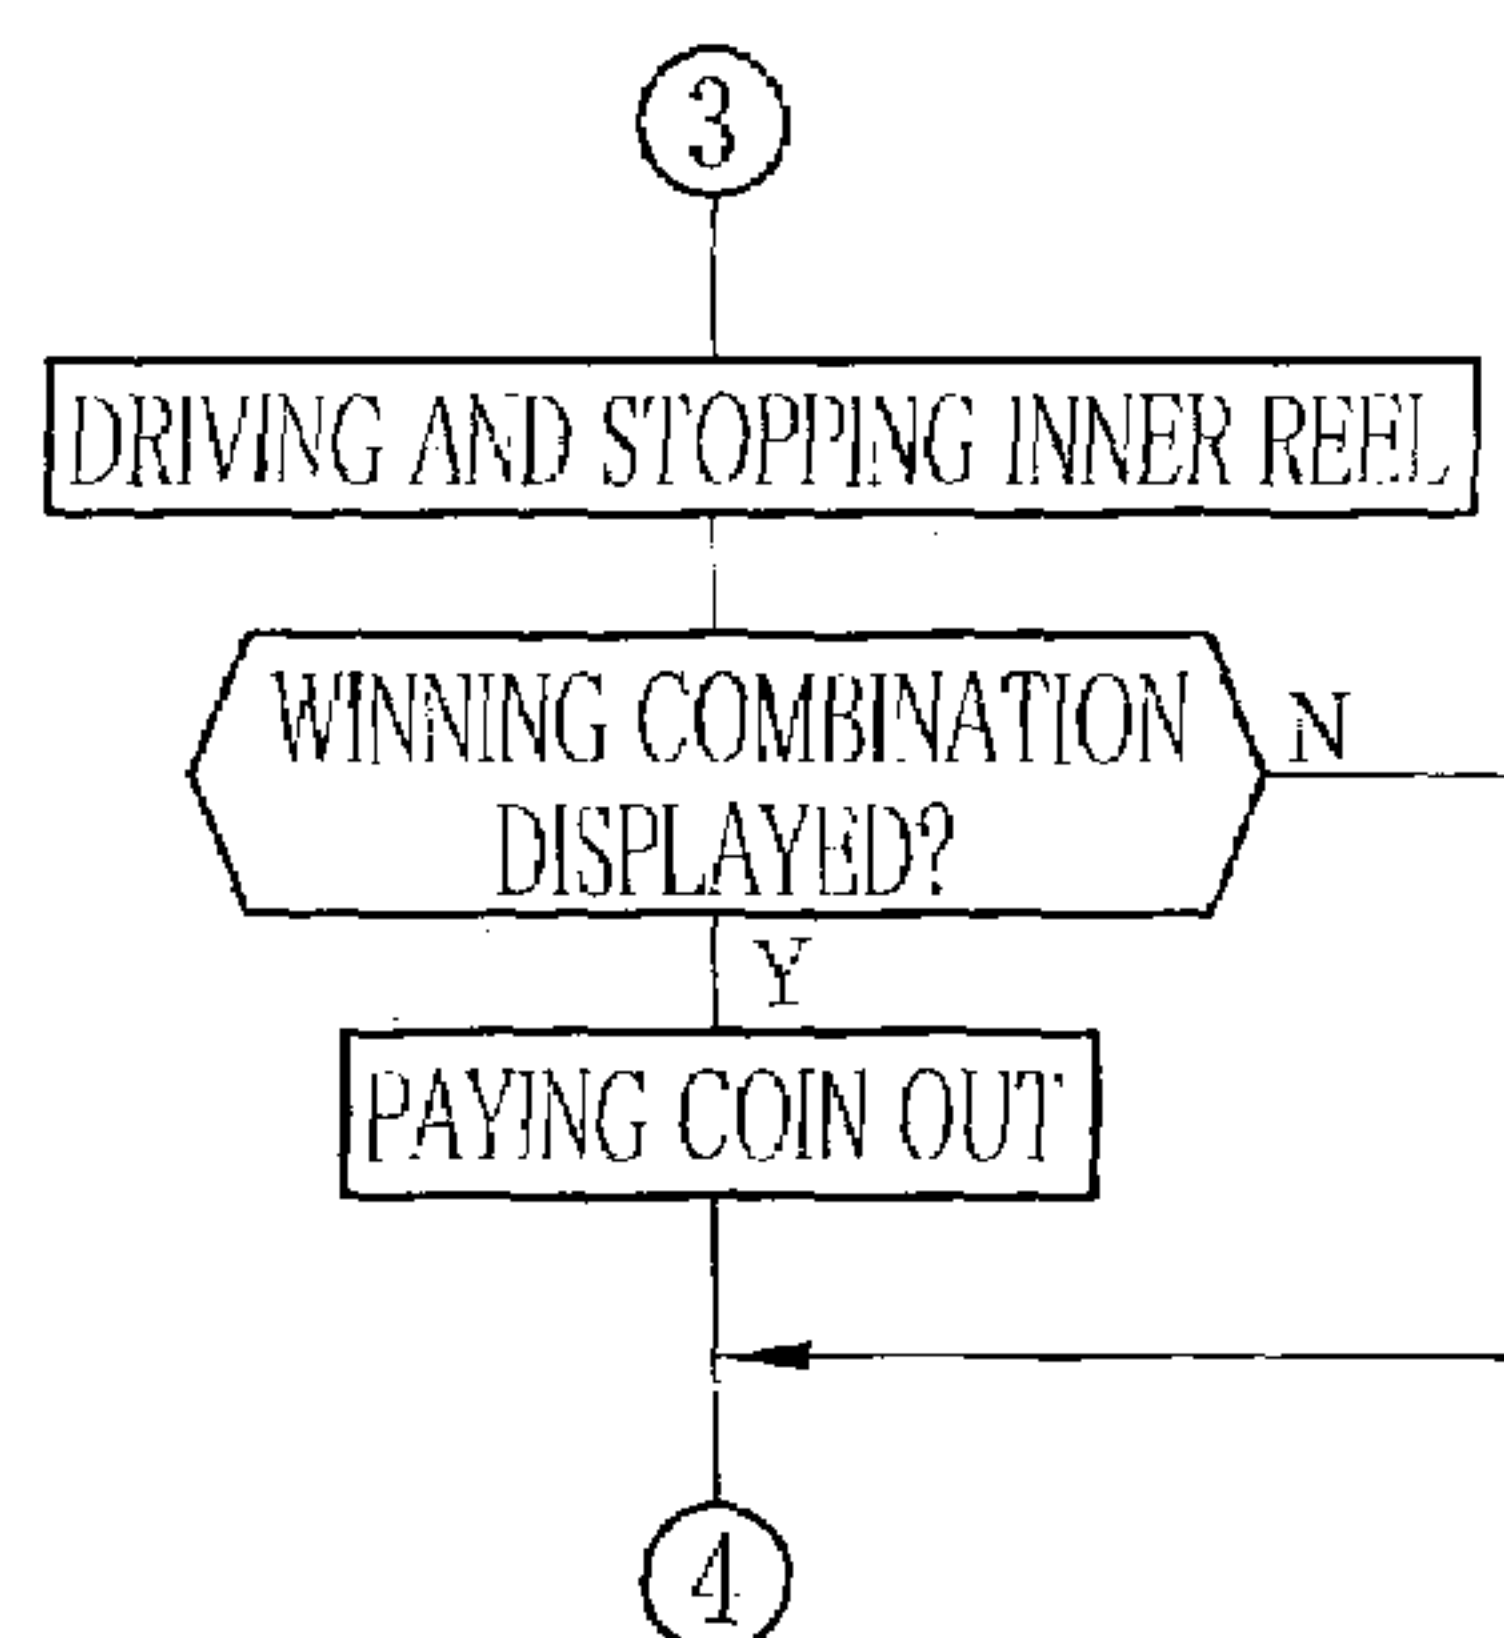 3
DRIVING AND STOPPING INNER REEL
WINNING COMBINATION
DISPLAYED?
N
Y
PAYING COIN OUT
4